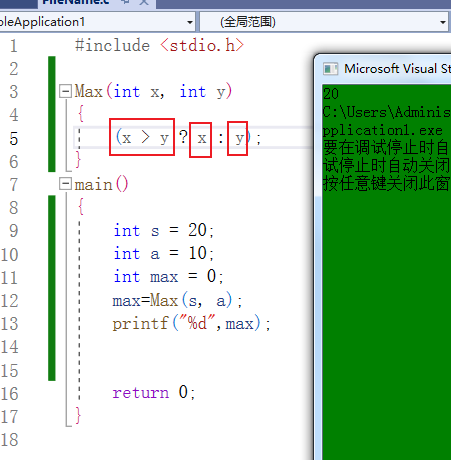 FileName.c
oleApplication1
(全局范围)
1 #include <stdio.h>
2
3 Max(int x, int y)
4 {
5 (x > y ? x : y);
6 }
7 main()
8 {
9 int s = 20;
10 int a = 10;
11 int max = 0;
12 max=Max(s, a);
13 printf("%d",max);
14
15
16 return 0;
17 }
18
Microsoft Visual St
20
C:\Users\Adminis
pplication1.exe
要在调试停止时自
试停止时自动关闭
按任意键关闭此窗